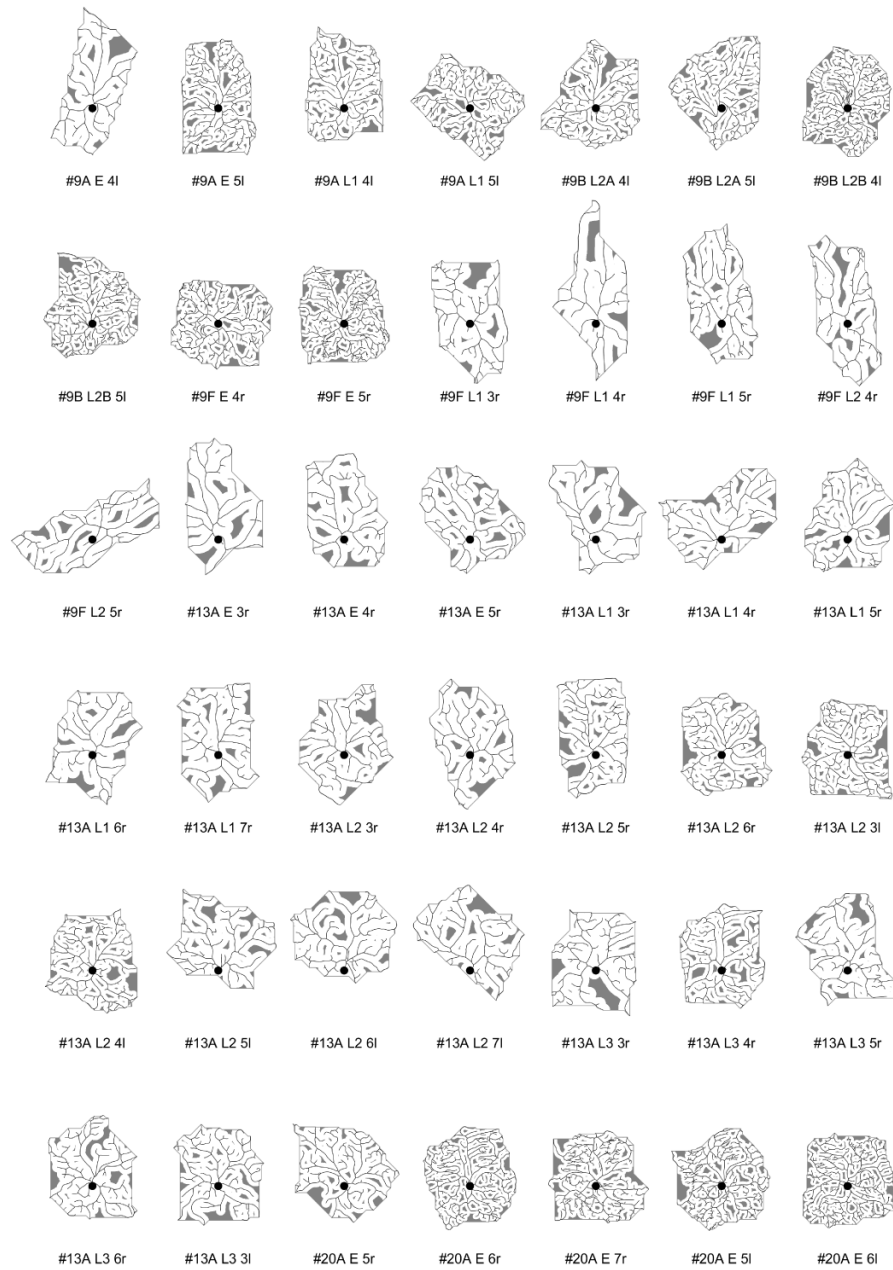 #9A E 4l #9A E 5l #9A L1 4l #9A L1 5l #9B L2A 4l #9B L2A 5l #9B L2B 4l
#9B L2B 5l #9F E 4r #9F E 5r #9F L1 3r #9F L1 4r #9F L1 5r #9F L2 4r
#9F L2 5r #13A E 3r #13A E 4r #13A E 5r #13A L1 3r #13A L1 4r #13A L1 5r
#13A L1 6r #13A L1 7r #13A L2 3r #13A L2 4r #13A L2 5r #13A L2 6r #13A L2 3l
#13A L2 4l #13A L2 5l #13A L2 6l #13A L2 7l #13A L3 3r #13A L3 4r #13A L3 5r
#13A L3 6r #13A L3 3l #20A E 5r #20A E 6r #20A E 7r #20A E 5l #20A E 6l